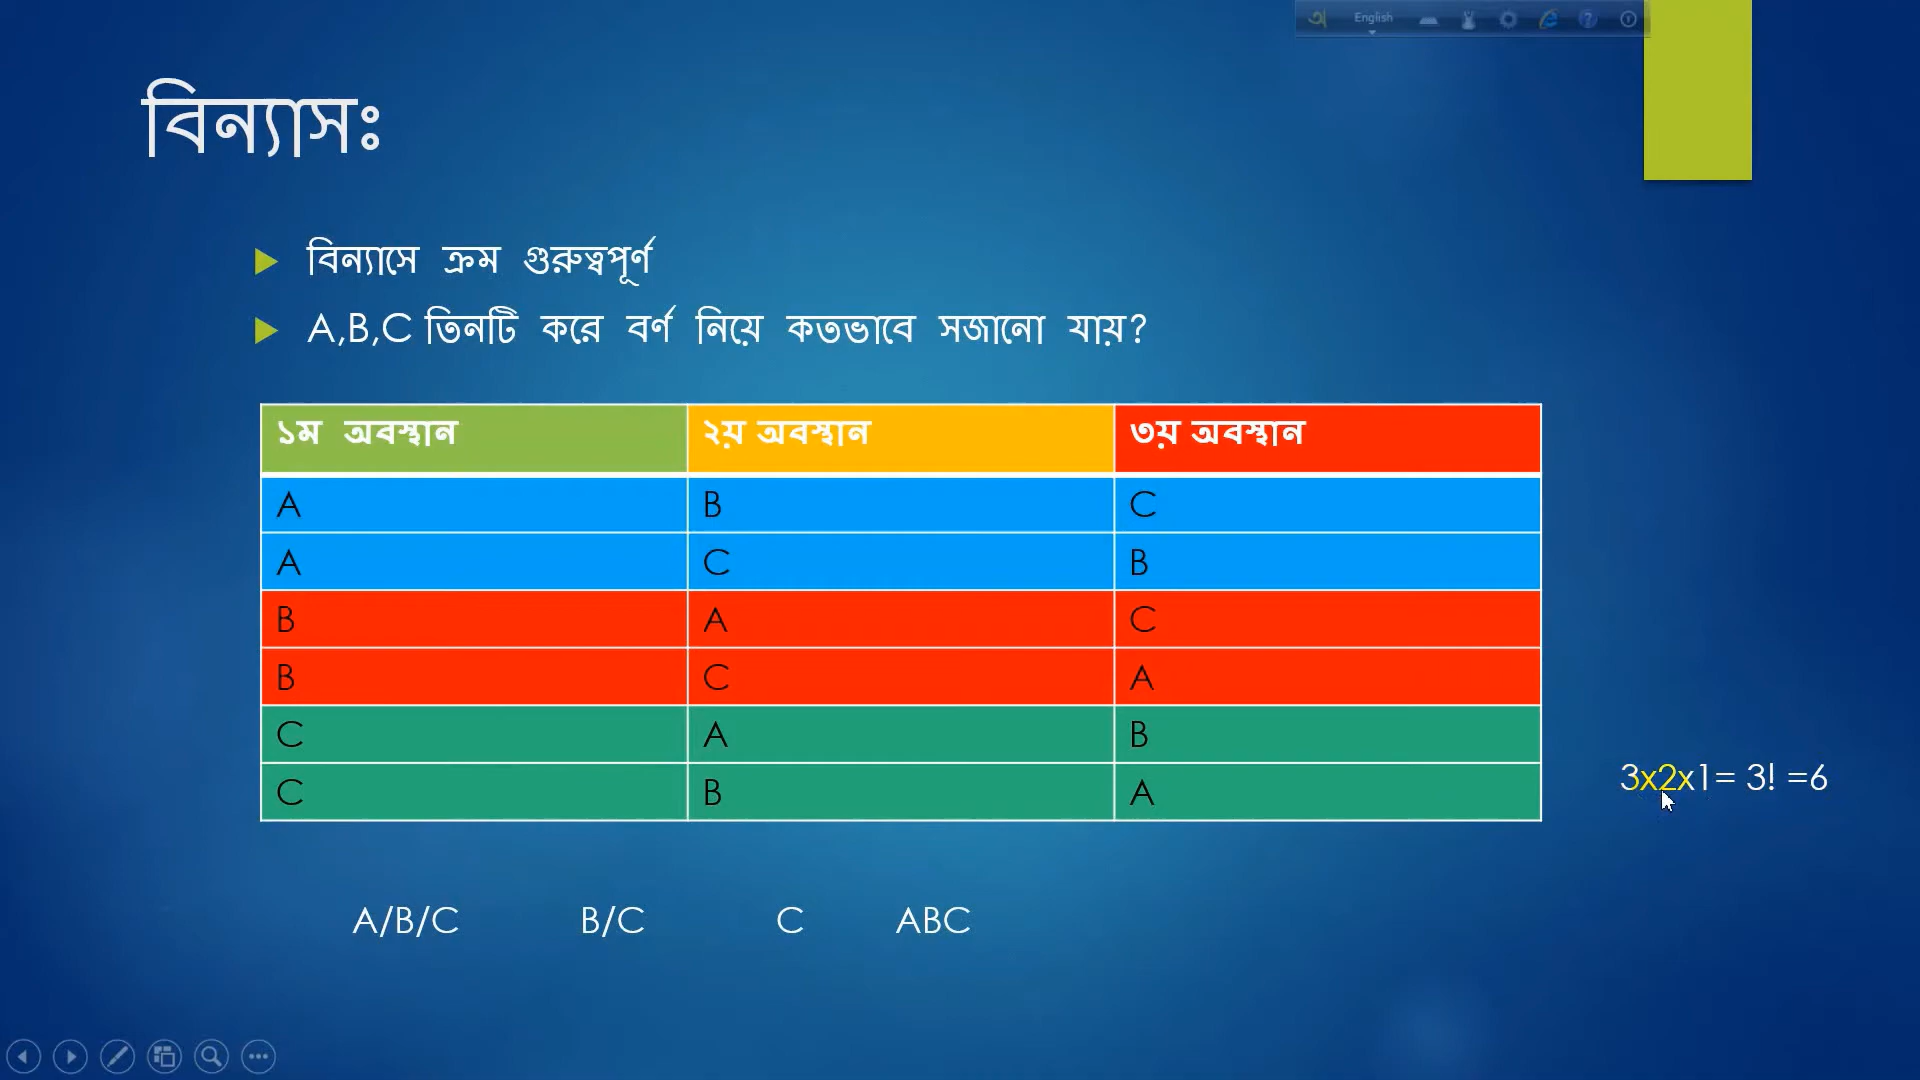 English
বিন্যাসঃ
বিন্যাসে ক্রম গুরুত্বপূর্ণ
A,B,C তিনটি করে বর্ণ নিয়ে কতভাবে সজানো যায়?
১ম অবস্থান ২য় অবস্থান ৩য় অবস্থান
A B C
A C B
B A C
B C A
C A B
C B A
3x2x1= 3! =6
A/B/C B/C C ABC